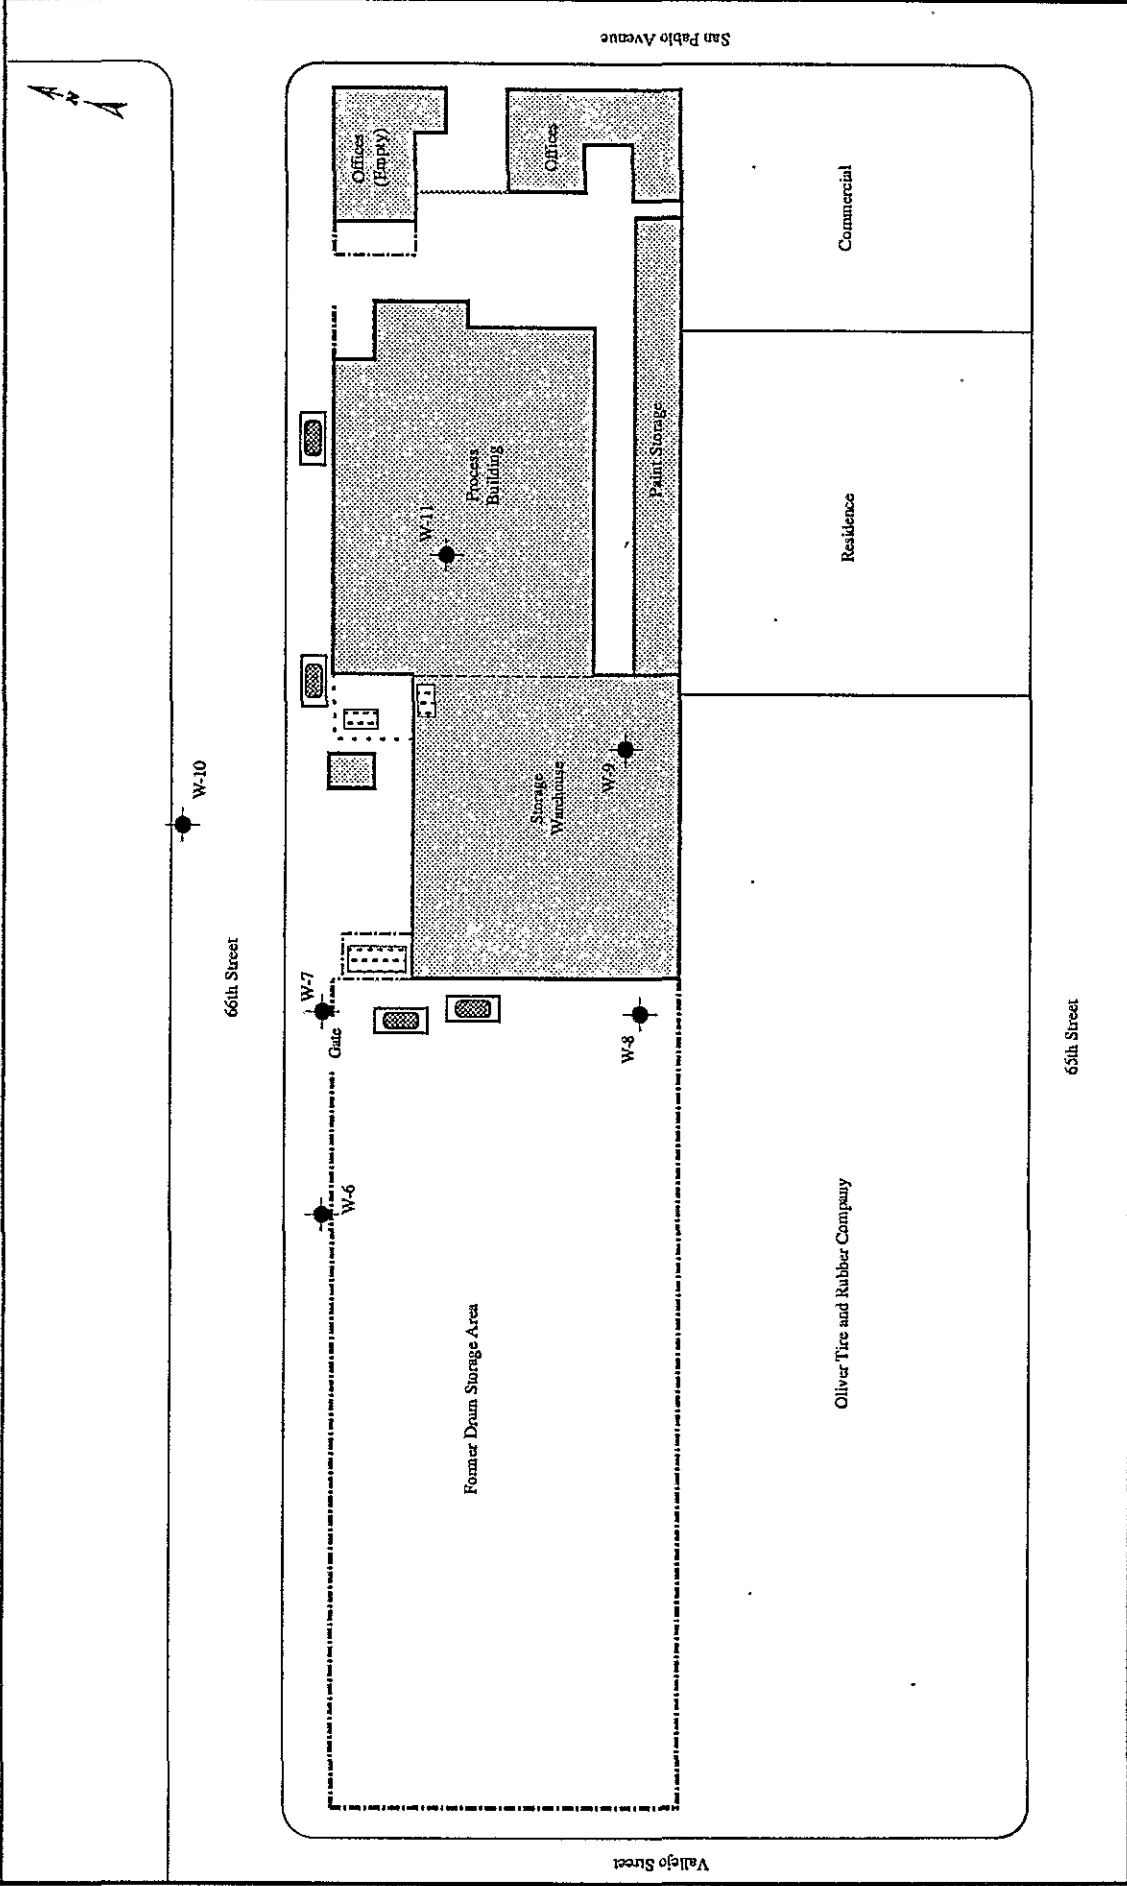 San Pablo Avenue
N
Offices
(Empty)
Offices
Commercial
Process
Building
Paint Storage
W-11
Residence
W-10
Storage
Warehouse
W-9
66th Street
W-7
Gate
W-8
65th Street
W-6
Former Drum Storage Area
Oliver Tire and Rubber Company
Vallejo Street